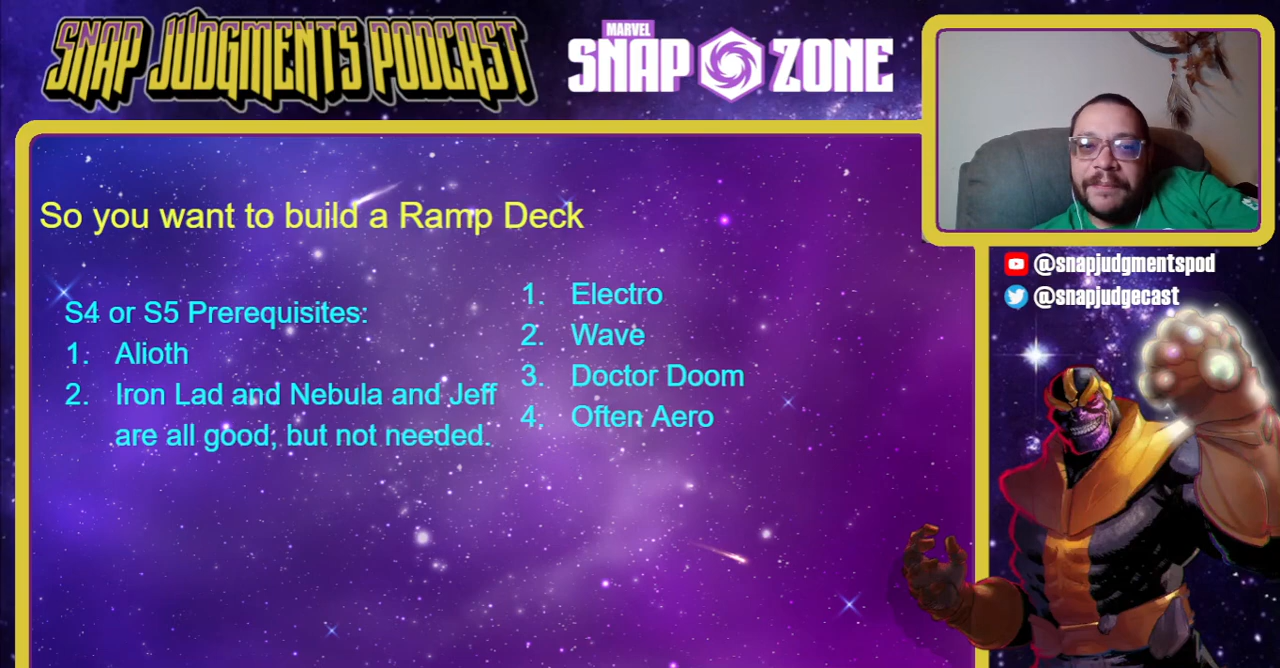 SNAP JUDGMENTS PODCAST
MARVEL
SNAP ZONE
So you want to build a Ramp Deck
S4 or S5 Prerequisites:
1. Alioth
2. Iron Lad and Nebula and Jeff
are all good, but not needed.
1. Electro
2. Wave
3. Doctor Doom
4. Often Aero
@snapjudgmentspod
@snapjudgecast